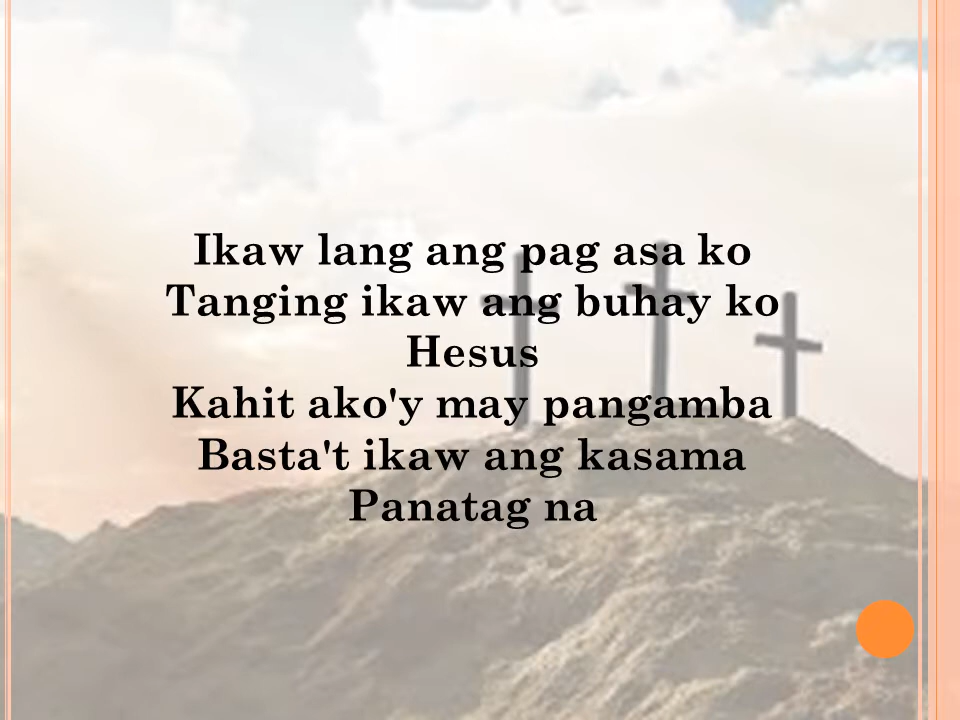 Ikaw lang ang pag asa ko
Tanging ikaw ang buhay ko
Hesus
Kahit ako'y may pangamba
Basta't ikaw ang kasama
Panatag na